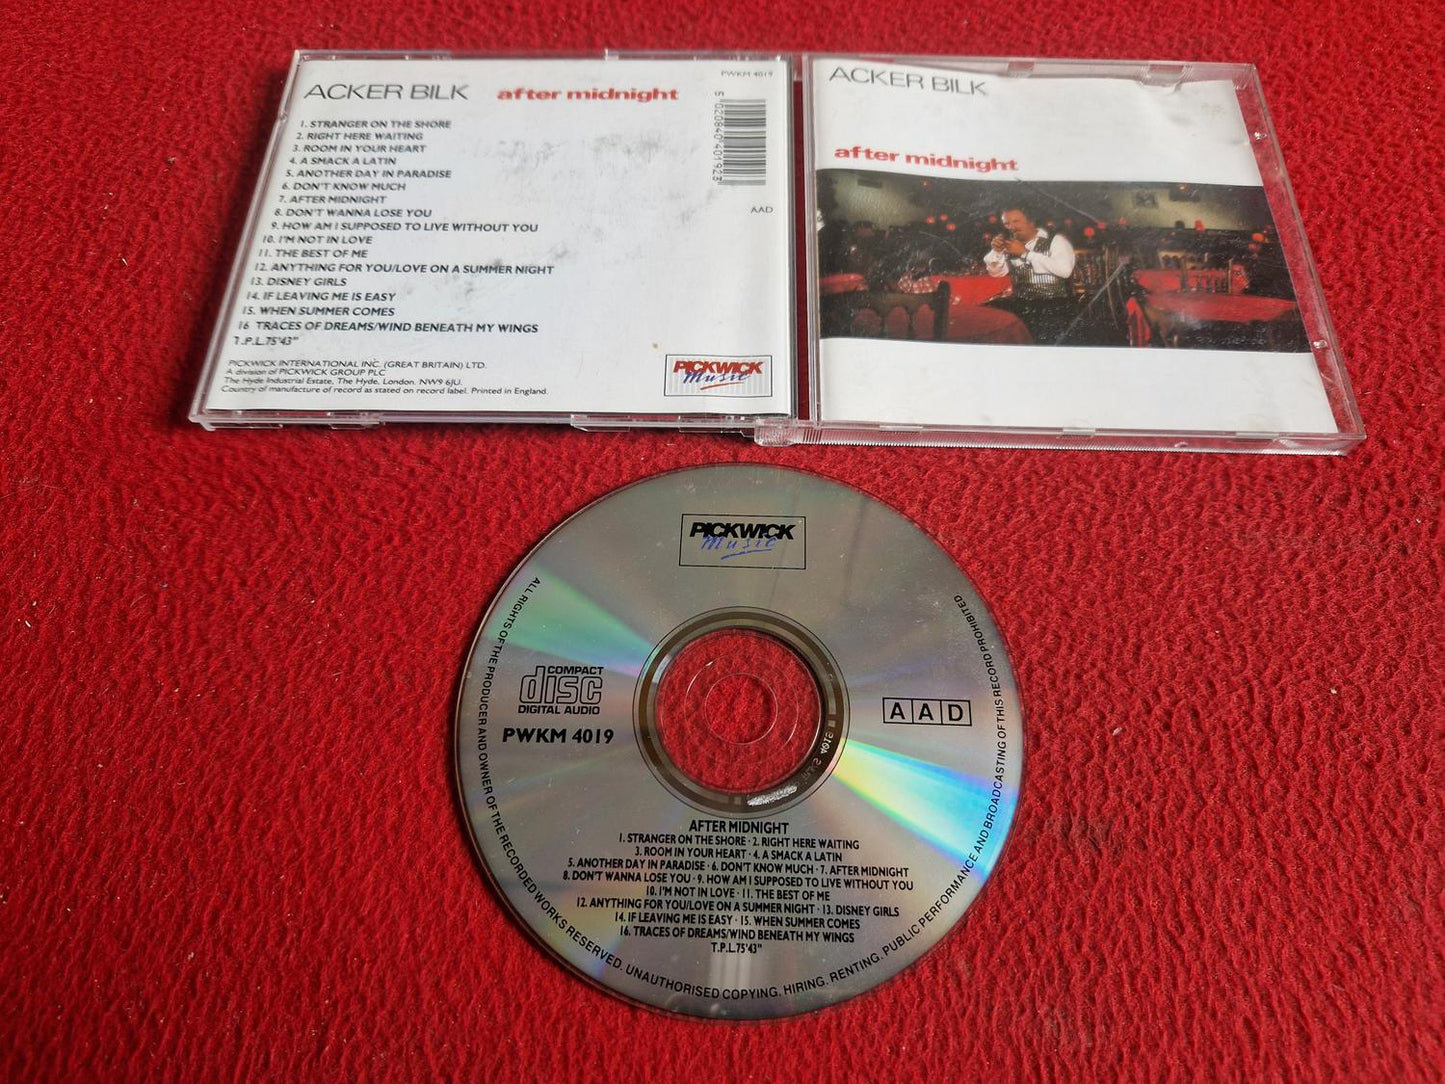 ACKER BILK after midnight
PWKM 4019
5 020840 401923
AAD
1. STRANGER ON THE SHORE
2. RIGHT HERE WAITING
3. ROOM IN YOUR HEART
4. A SMACK A LATIN
5. ANOTHER DAY IN PARADISE
6. DON'T KNOW MUCH
7. AFTER MIDNIGHT
8. DON'T WANNA LOSE YOU
9. HOW AM I SUPPOSED TO LIVE WITHOUT YOU
10. I'M NOT IN LOVE
11. THE BEST OF ME
12. ANYTHING FOR YOU/LOVE ON A SUMMER NIGHT
13. DISNEY GIRLS
14. IF LEAVING ME IS EASY
15. WHEN SUMMER COMES
16 TRACES OF DREAMS/WIND BENEATH MY WINGS
T.P.L.75'43"
PICKWICK INTERNATIONAL INC. (GREAT BRITAIN) LTD.
A division of PICKWICK GROUP PLC
The Hyde Industrial Estate, The Hyde, London. NW9 6JU.
Country of manufacture of record as stated on record label. Printed in England.
PICKWICK
Music
ACKER BILK
after midnight
PICKWICK
Music
COMPACT
disc
DIGITAL AUDIO
PWKM 4019
AAD
AFTER MIDNIGHT
1. STRANGER ON THE SHORE · 2. RIGHT HERE WAITING
3. ROOM IN YOUR HEART · 4. A SMACK A LATIN
5. ANOTHER DAY IN PARADISE · 6. DON'T KNOW MUCH · 7. AFTER MIDNIGHT
8. DON'T WANNA LOSE YOU · 9. HOW AM I SUPPOSED TO LIVE WITHOUT YOU
10. I'M NOT IN LOVE · 11. THE BEST OF ME
12. ANYTHING FOR YOU/LOVE ON A SUMMER NIGHT · 13. DISNEY GIRLS
14. IF LEAVING ME IS EASY · 15. WHEN SUMMER COMES
16. TRACES OF DREAMS/WIND BENEATH MY WINGS
T.P.L.75'43"
ALL RIGHTS OF THE PRODUCER AND OWNER OF THE RECORDED WORKS RESERVED. UNAUTHORISED COPYING. HIRING. RENTING. PUBLIC PERFORMANCE AND BROADCASTING OF THIS RECORD PROHIBITED